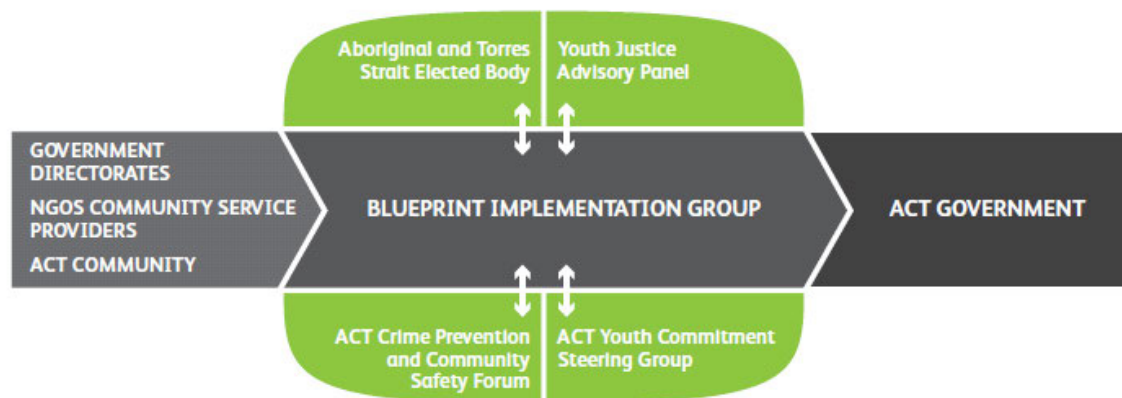 Aboriginal and Torres
Strait Elected Body
Youth Justice
Advisory Panel
GOVERNMENT
DIRECTORATES
NGOS COMMUNITY SERVICE
PROVIDERS
ACT COMMUNITY
BLUEPRINT IMPLEMENTATION GROUP
ACT GOVERNMENT
ACT Crime Prevention
and Community
Safety Forum
ACT Youth Commitment
Steering Group